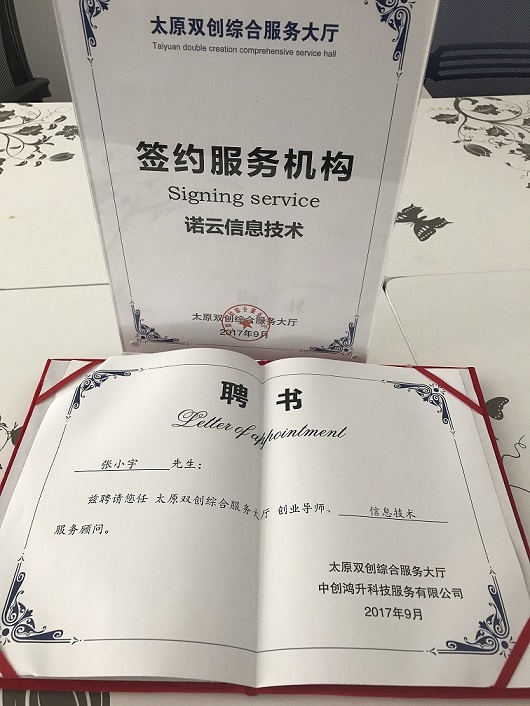 太原双创综合服务大厅
Taiyuan double creation comprehensive service hall
签约服务机构
Signing service
诺云信息技术
太原双创综合服务大厅
2017年9月
聘书
Letter of appointment
张小宇 先生：
兹聘请您任 太原双创综合服务大厅 创业导师、 信息技术
服务顾问。
太原双创综合服务大厅
中创鸿升科技服务有限公司
2017年9月